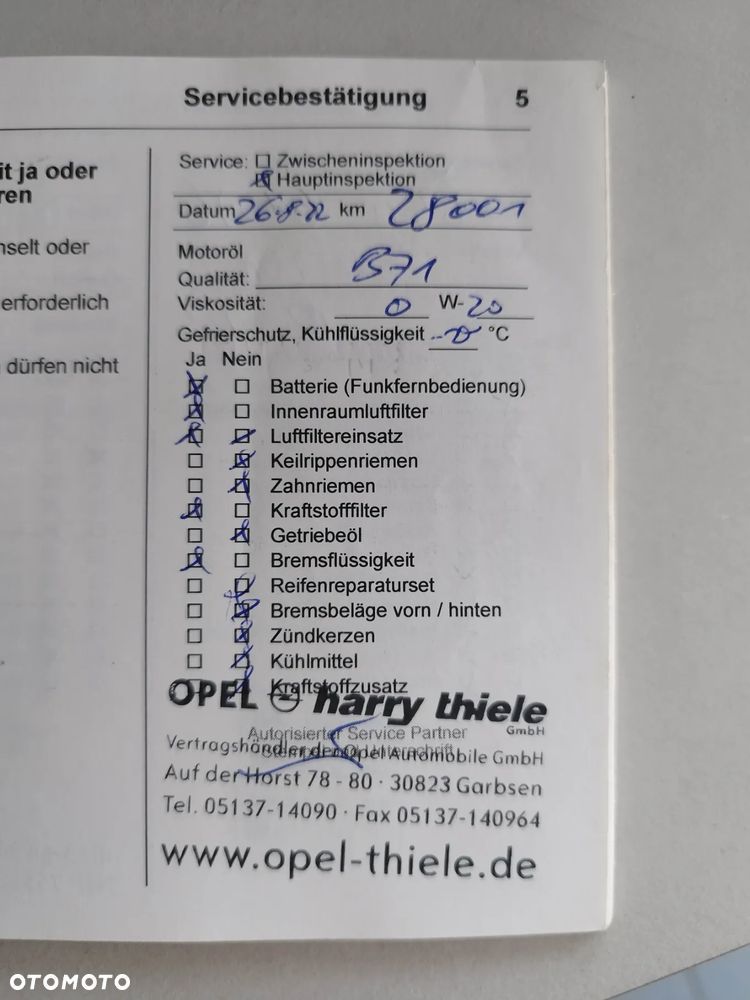 Servicebestätigung 5
it ja oder
ren
nselt oder
erforderlich
dürfen nicht
Service: Zwischeninspektion
Hauptinspektion
Datum 26.8.22 km 28001
Motoröl
Qualität: B71
Viskosität: 0 W-20
Gefrierschutz, Kühlflüssigkeit °C
Ja Nein
Batterie (Funkfernbedienung)
Innenraumluftfilter
Luftfiltereinsatz
Keilrippenriemen
Zahnriemen
Kraftstofffilter
Getriebeöl
Bremsflüssigkeit
Reifenreparaturset
Bremsbeläge vorn / hinten
Zündkerzen
Kühlmittel
Kraftstoffzusatz
OPEL harry thiele
GmbH
Autorisierter Service Partner
Vertragshändler der Opel Automobile GmbH
Stempel und Unterschrift
Auf der Horst 78 - 80 · 30823 Garbsen
Tel. 05137-14090 · Fax 05137-140964
www.opel-thiele.de
OTOMOTO